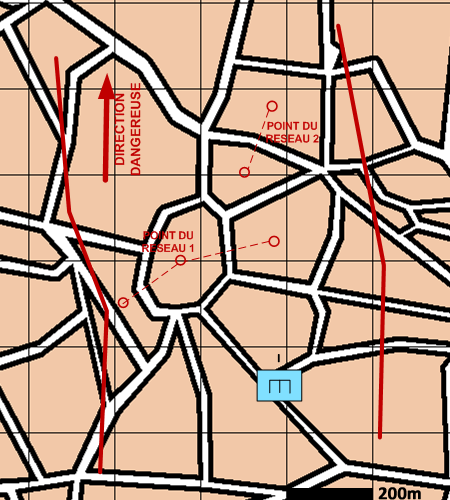 DIRECTION
DANGEREUSE
POINT DU
RESEAU 2
POINT DU
RESEAU 1
200m